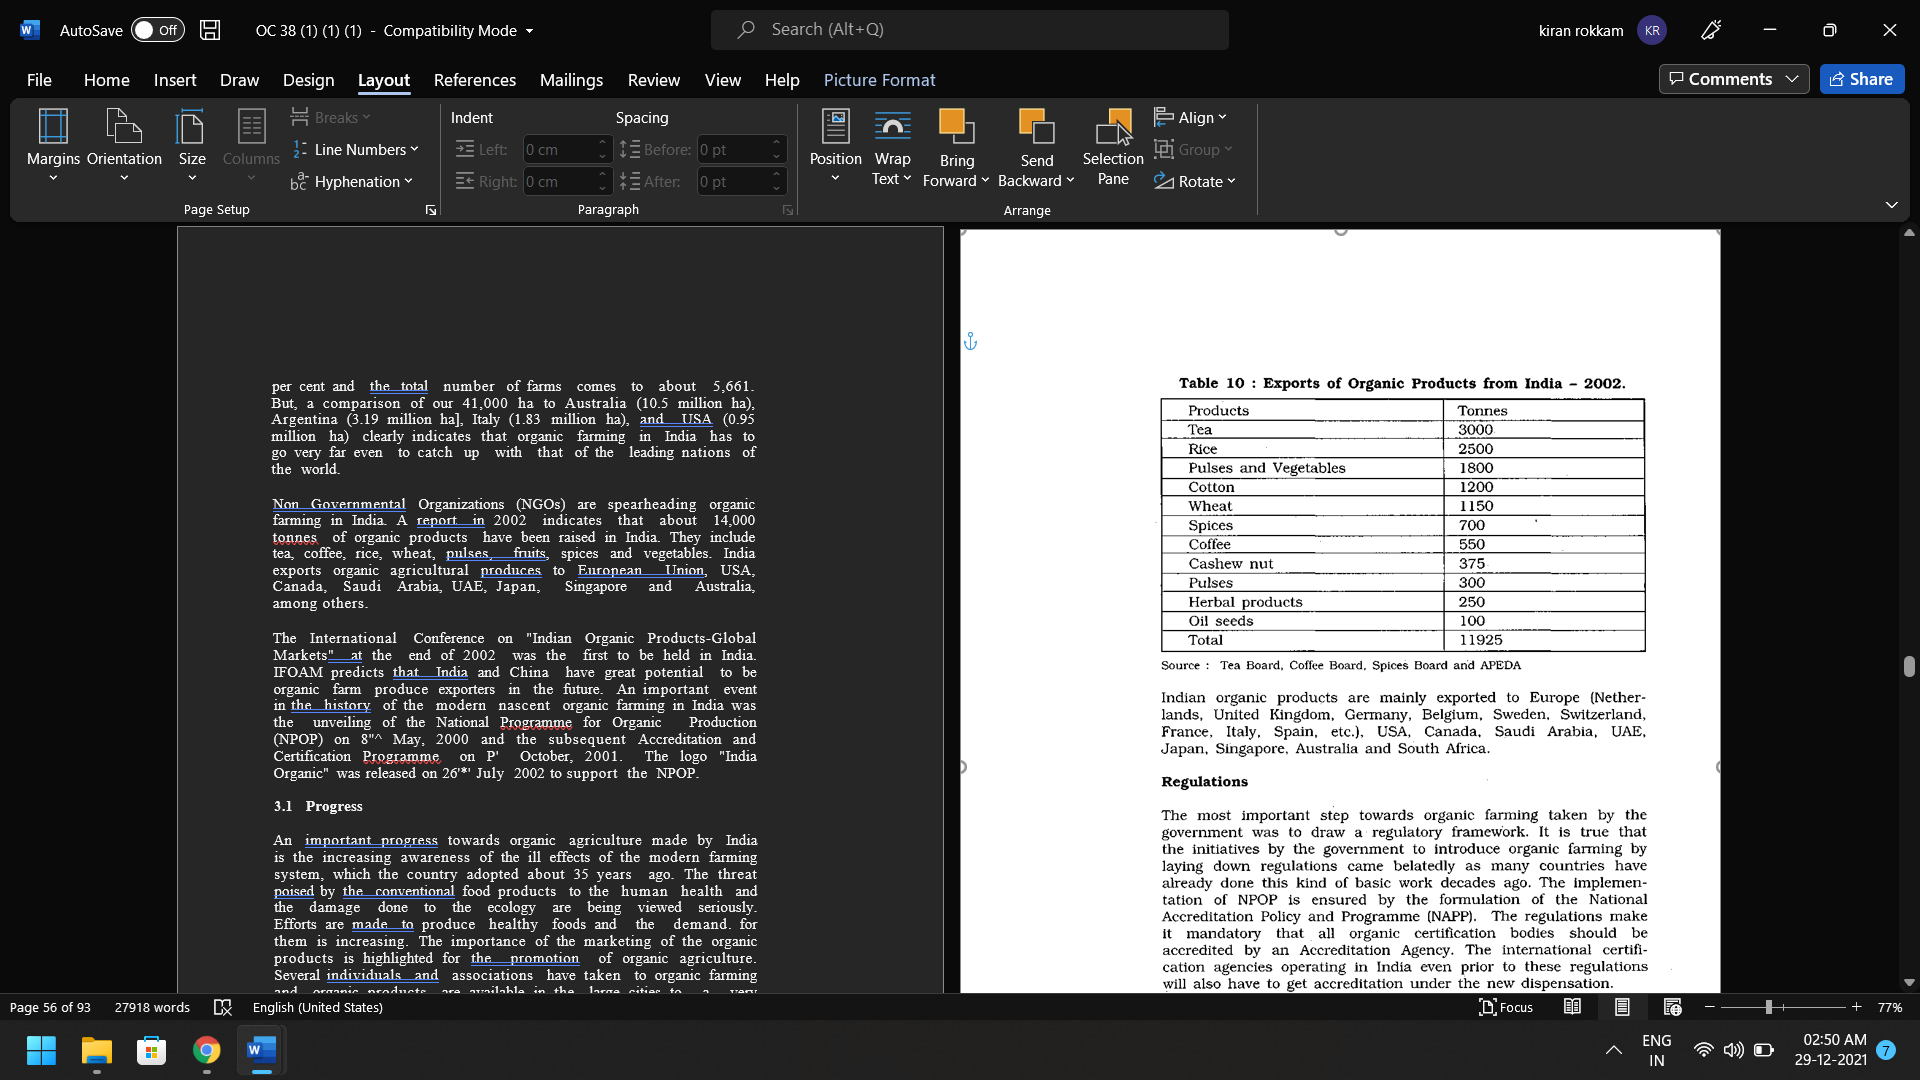 AutoSave Off OC 38 (1) (1) (1) - Compatibility Mode Search (Alt+Q) kiran rokkam KR
File Home Insert Draw Design Layout References Mailings Review View Help Picture Format Comments Share
Margins Orientation Size Columns
Breaks
Line Numbers
Hyphenation
Page Setup
Indent Spacing
Left: 0 cm Before: 0 pt
Right: 0 cm After: 0 pt
Paragraph
Position
Wrap Text
Bring Forward
Send Backward
Selection Pane
Align
Group
Rotate
Arrange
per cent and the total number of farms comes to about 5,661.
But, a comparison of our 41,000 ha to Australia (10.5 million ha),
Argentina (3.19 million ha], Italy (1.83 million ha), and USA (0.95
million ha) clearly indicates that organic farming in India has to
go very far even to catch up with that of the leading nations of
the world.
Non Governmental Organizations (NGOs) are spearheading organic
farming in India. A report in 2002 indicates that about 14,000
tonnes of organic products have been raised in India. They include
tea, coffee, rice, wheat, pulses, fruits, spices and vegetables. India
exports organic agricultural produces to European Union, USA,
Canada, Saudi Arabia, UAE, Japan, Singapore and Australia,
among others.
The International Conference on "Indian Organic Products-Global
Markets" at the end of 2002 was the first to be held in India.
IFOAM predicts that India and China have great potential to be
organic farm produce exporters in the future. An important event
in the history of the modern nascent organic farming in India was
the unveiling of the National Programme for Organic Production
(NPOP) on 8"^ May, 2000 and the subsequent Accreditation and
Certification Programme on P' October, 2001. The logo "India
Organic" was released on 26'*' July 2002 to support the NPOP.
3.1 Progress
An important progress towards organic agriculture made by India
is the increasing awareness of the ill effects of the modern farming
system, which the country adopted about 35 years ago. The threat
poised by the conventional food products to the human health and
the damage done to the ecology are being viewed seriously.
Efforts are made to produce healthy foods and the demand. for
them is increasing. The importance of the marketing of the organic
products is highlighted for the promotion of organic agriculture.
Several individuals and associations have taken to organic farming
and organic products are available in the large cities to a very
Table 10 : Exports of Organic Products from India – 2002.
Products Tonnes
Tea 3000
Rice 2500
Pulses and Vegetables 1800
Cotton 1200
Wheat 1150
Spices 700
Coffee 550
Cashew nut 375
Pulses 300
Herbal products 250
Oil seeds 100
Total 11925
Source : Tea Board, Coffee Board, Spices Board and APEDA
Indian organic products are mainly exported to Europe (Nether-
lands, United Kingdom, Germany, Belgium, Sweden, Switzerland,
France, Italy, Spain, etc.), USA, Canada, Saudi Arabia, UAE,
Japan, Singapore, Australia and South Africa.
Regulations
The most important step towards organic farming taken by the
government was to draw a regulatory framework. It is true that
the initiatives by the government to introduce organic farming by
laying down regulations came belatedly as many countries have
already done this kind of basic work decades ago. The implemen-
tation of NPOP is ensured by the formulation of the National
Accreditation Policy and Programme (NAPP). The regulations make
it mandatory that all organic certification bodies should be
accredited by an Accreditation Agency. The international certifi-
cation agencies operating in India even prior to these regulations
will also have to get accreditation under the new dispensation.
Page 56 of 93 27918 words English (United States) Focus 77%
ENG
IN
02:50 AM
29-12-2021
7